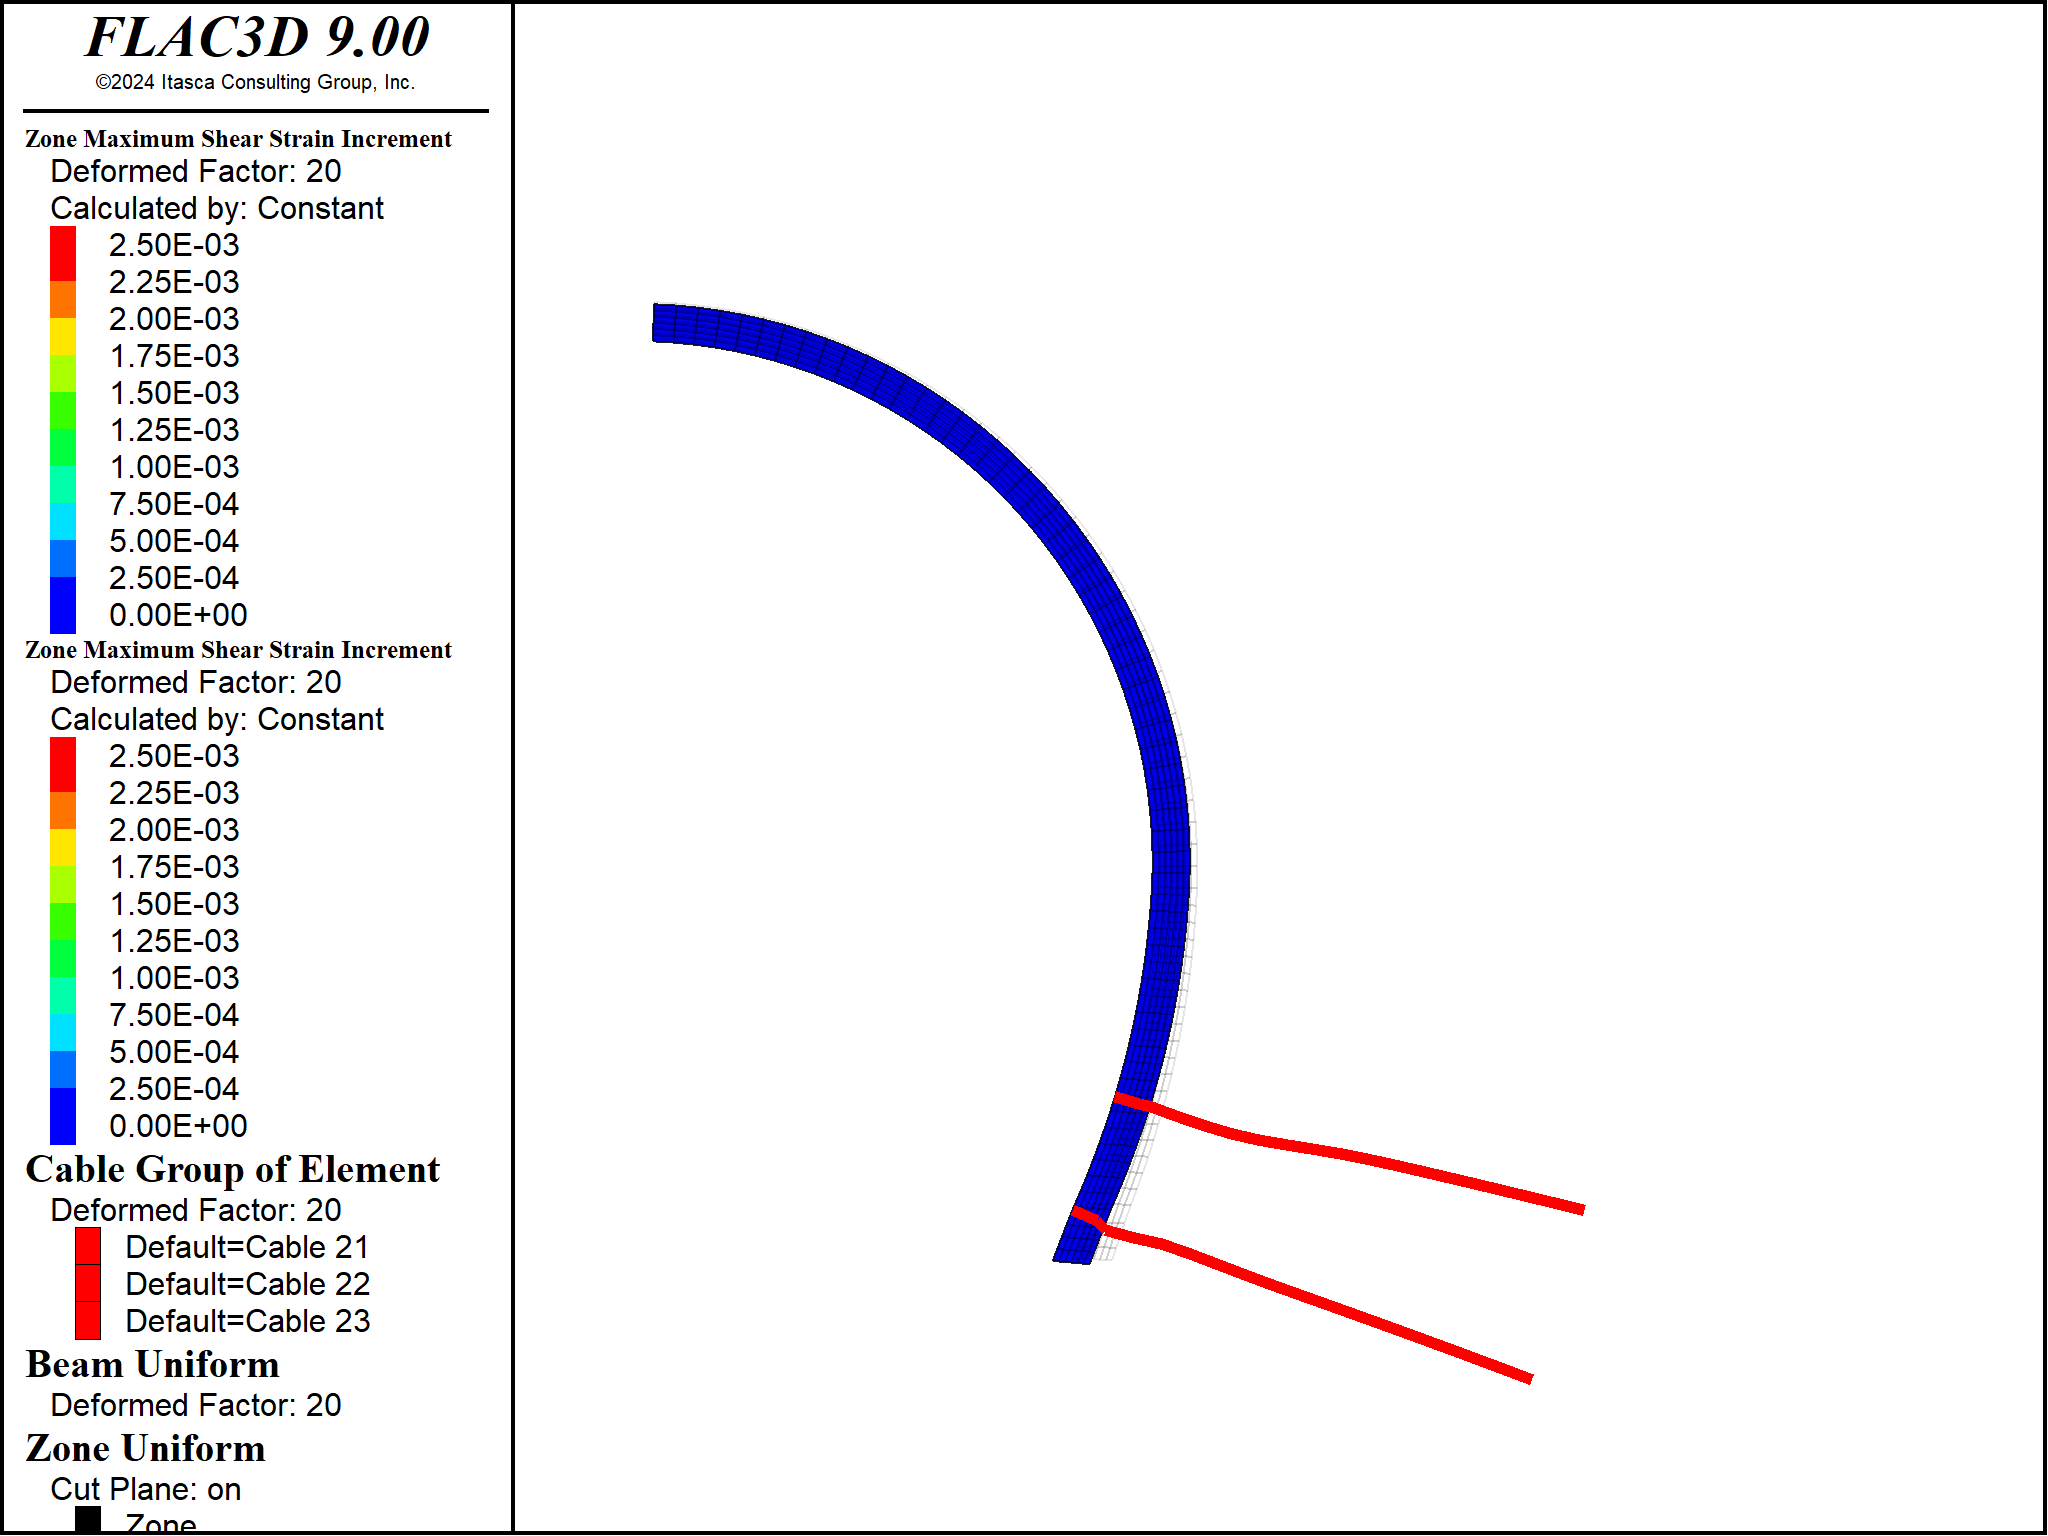 FLAC3D 9.00
©2024 Itasca Consulting Group, Inc.
Zone Maximum Shear Strain Increment
Deformed Factor: 20
Calculated by: Constant
2.50E-03
2.25E-03
2.00E-03
1.75E-03
1.50E-03
1.25E-03
1.00E-03
7.50E-04
5.00E-04
2.50E-04
0.00E+00
Zone Maximum Shear Strain Increment
Deformed Factor: 20
Calculated by: Constant
2.50E-03
2.25E-03
2.00E-03
1.75E-03
1.50E-03
1.25E-03
1.00E-03
7.50E-04
5.00E-04
2.50E-04
0.00E+00
Cable Group of Element
Deformed Factor: 20
Default=Cable 21
Default=Cable 22
Default=Cable 23
Beam Uniform
Deformed Factor: 20
Zone Uniform
Cut Plane: on
Zone